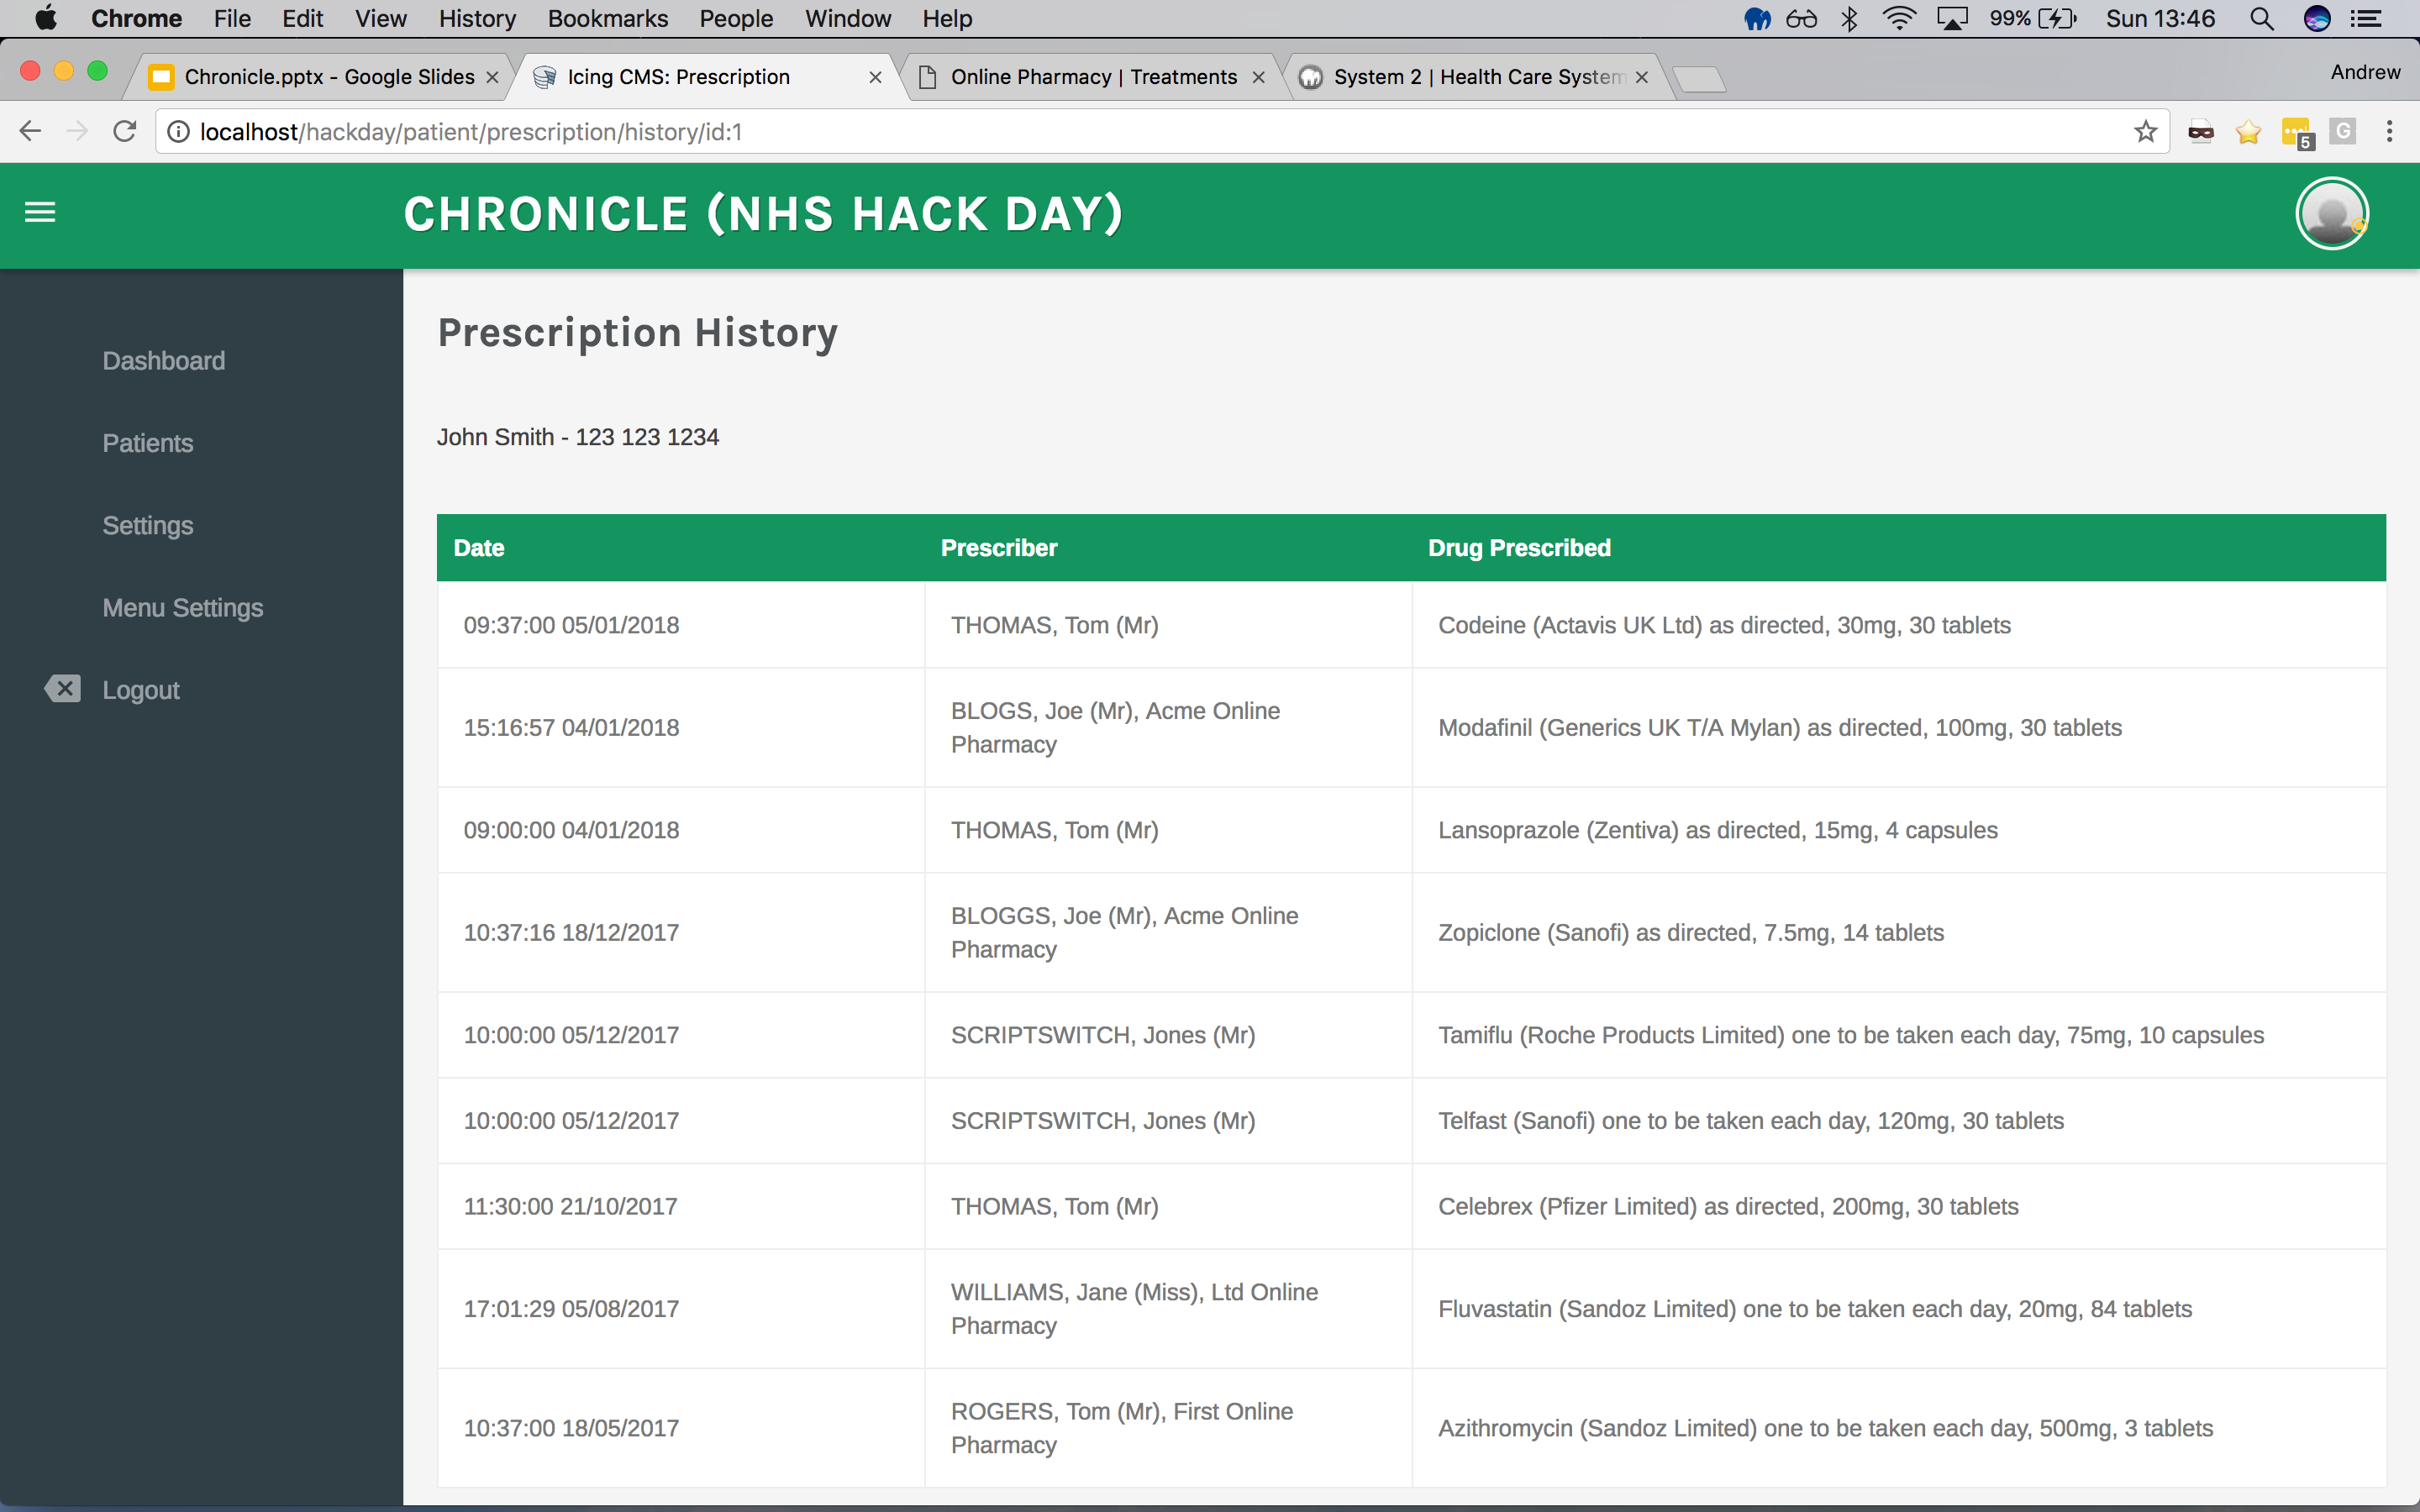 Chrome File Edit View History Bookmarks People Window Help 99% Sun 13:46
Chronicle.pptx - Google Slides Icing CMS: Prescription Online Pharmacy | Treatments System 2 | Health Care System Andrew
localhost/hackday/patient/prescription/history/id:1 5 G
CHRONICLE (NHS HACK DAY)
Dashboard
Patients
Settings
Menu Settings
Logout
Prescription History
John Smith - 123 123 1234
Date Prescriber Drug Prescribed
09:37:00 05/01/2018 THOMAS, Tom (Mr) Codeine (Actavis UK Ltd) as directed, 30mg, 30 tablets
15:16:57 04/01/2018 BLOGS, Joe (Mr), Acme Online
Pharmacy Modafinil (Generics UK T/A Mylan) as directed, 100mg, 30 tablets
09:00:00 04/01/2018 THOMAS, Tom (Mr) Lansoprazole (Zentiva) as directed, 15mg, 4 capsules
10:37:16 18/12/2017 BLOGGS, Joe (Mr), Acme Online
Pharmacy Zopiclone (Sanofi) as directed, 7.5mg, 14 tablets
10:00:00 05/12/2017 SCRIPTSWITCH, Jones (Mr) Tamiflu (Roche Products Limited) one to be taken each day, 75mg, 10 capsules
10:00:00 05/12/2017 SCRIPTSWITCH, Jones (Mr) Telfast (Sanofi) one to be taken each day, 120mg, 30 tablets
11:30:00 21/10/2017 THOMAS, Tom (Mr) Celebrex (Pfizer Limited) as directed, 200mg, 30 tablets
17:01:29 05/08/2017 WILLIAMS, Jane (Miss), Ltd Online
Pharmacy Fluvastatin (Sandoz Limited) one to be taken each day, 20mg, 84 tablets
10:37:00 18/05/2017 ROGERS, Tom (Mr), First Online
Pharmacy Azithromycin (Sandoz Limited) one to be taken each day, 500mg, 3 tablets